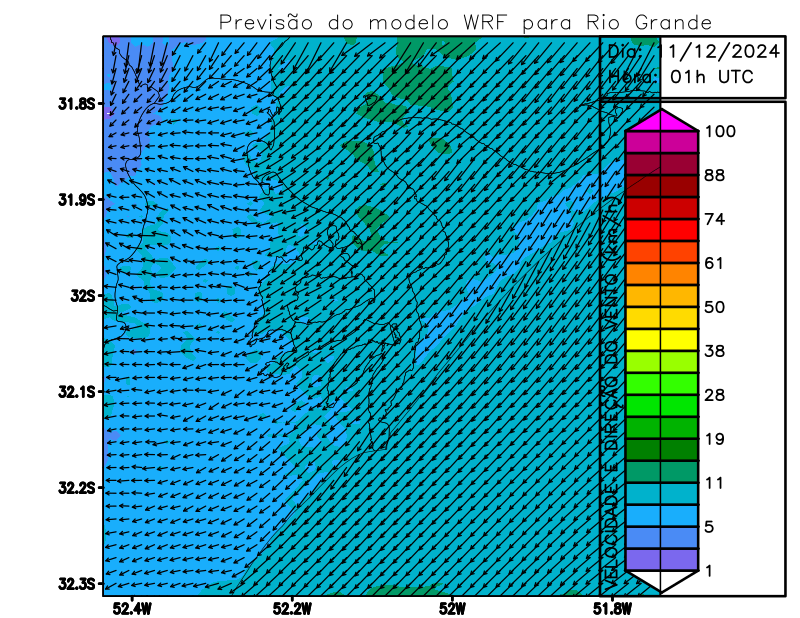 Previsão do modelo WRF para Rio Grande
Dia: 11/12/2024
Hora: 01h UTC
31.8S
31.9S
32S
32.1S
32.2S
32.3S
52.4W
52.2W
52W
51.8W
VELOCIDADE E DIREÇÃO DO VENTO (km/h)
100
88
74
61
50
38
28
19
11
5
1